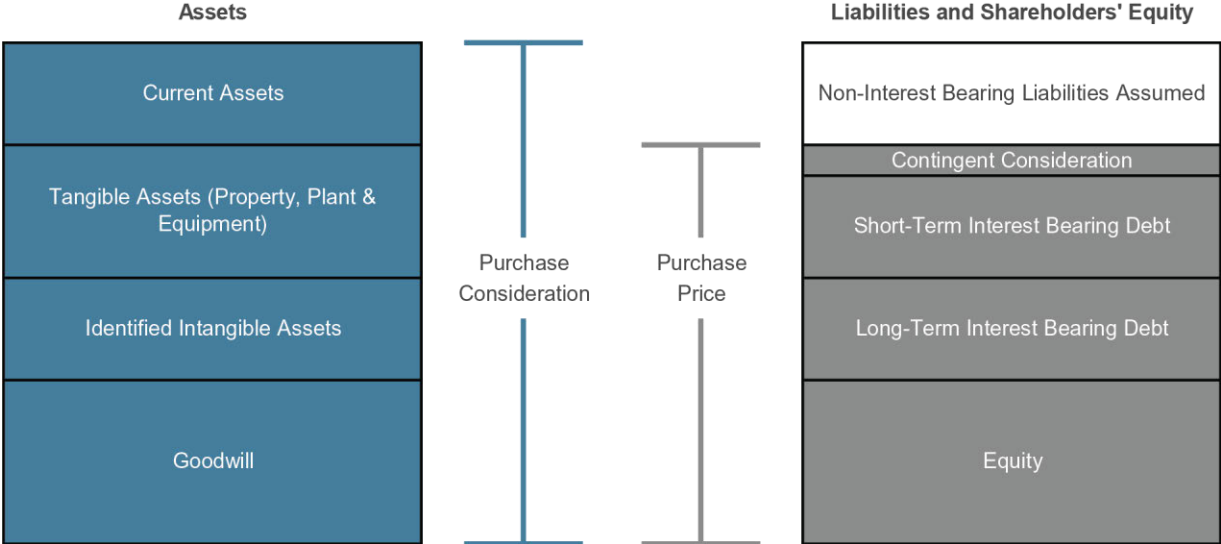 Assets
Liabilities and Shareholders' Equity
Current Assets
Tangible Assets (Property, Plant &
Equipment)
Identified Intangible Assets
Goodwill
Purchase
Consideration
Purchase
Price
Non-Interest Bearing Liabilities Assumed
Contingent Consideration
Short-Term Interest Bearing Debt
Long-Term Interest Bearing Debt
Equity